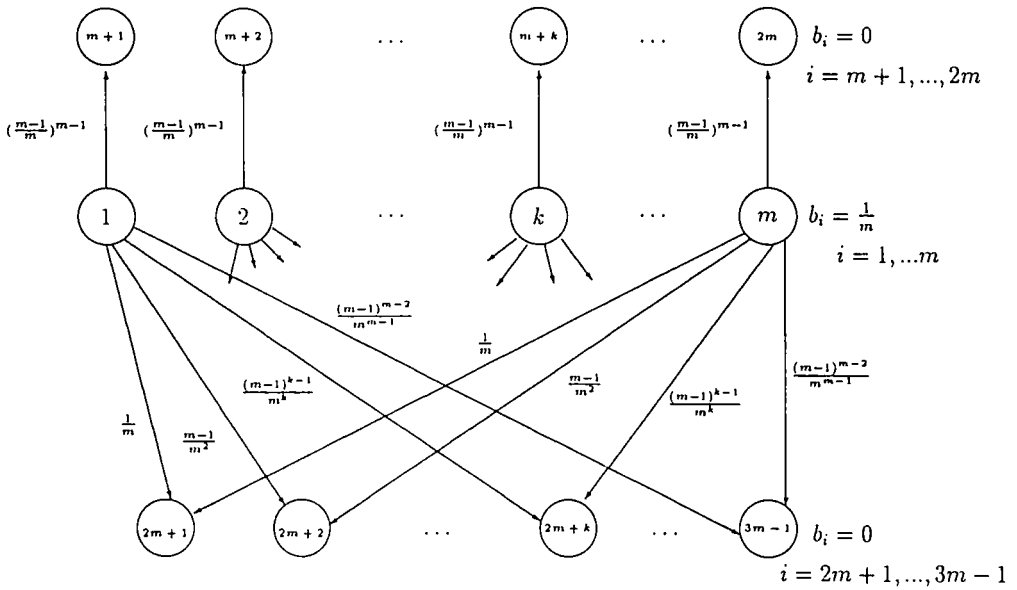 m + 1 m + 2 ... m + k ... 2m b_i = 0
i = m + 1, ..., 2m
(\frac{m-1}{m})^{m-1} (\frac{m-1}{m})^{m-1} (\frac{m-1}{m})^{m-1} (\frac{m-1}{m})^{m-1}
1 2 ... k ... m b_i = \frac{1}{m}
i = 1, ...m
\frac{(m-1)^{m-2}}{m^{m-1}}
\frac{1}{m}
\frac{(m-1)^{k-1}}{m^k} \frac{m-1}{m^2} \frac{(m-1)^{k-1}}{m^k} \frac{(m-1)^{m-2}}{m^{m-1}}
\frac{1}{m} \frac{m-1}{m^2}
2m + 1 2m + 2 ... 2m + k ... 3m - 1 b_i = 0
i = 2m + 1, ..., 3m - 1